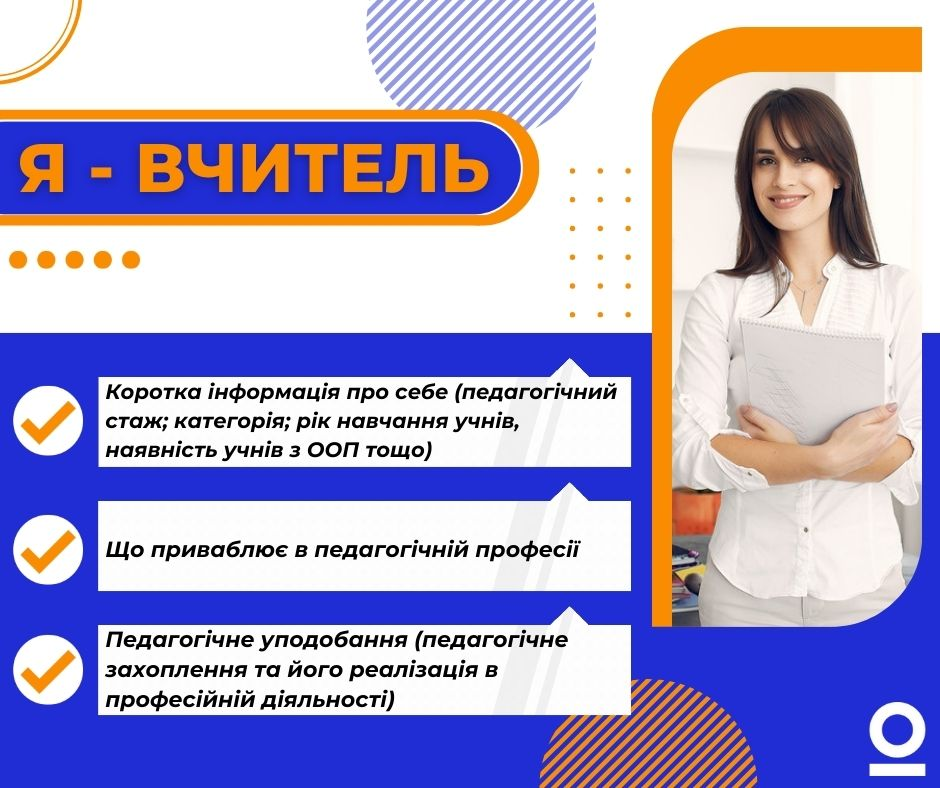 Я - ВЧИТЕЛЬ
Коротка інформація про себе (педагогічний
стаж; категорія; рік навчання учнів,
наявність учнів з ООП тощо)
Що приваблює в педагогічній професії
Педагогічне уподобання (педагогічне
захоплення та його реалізація в
професійній діяльності)